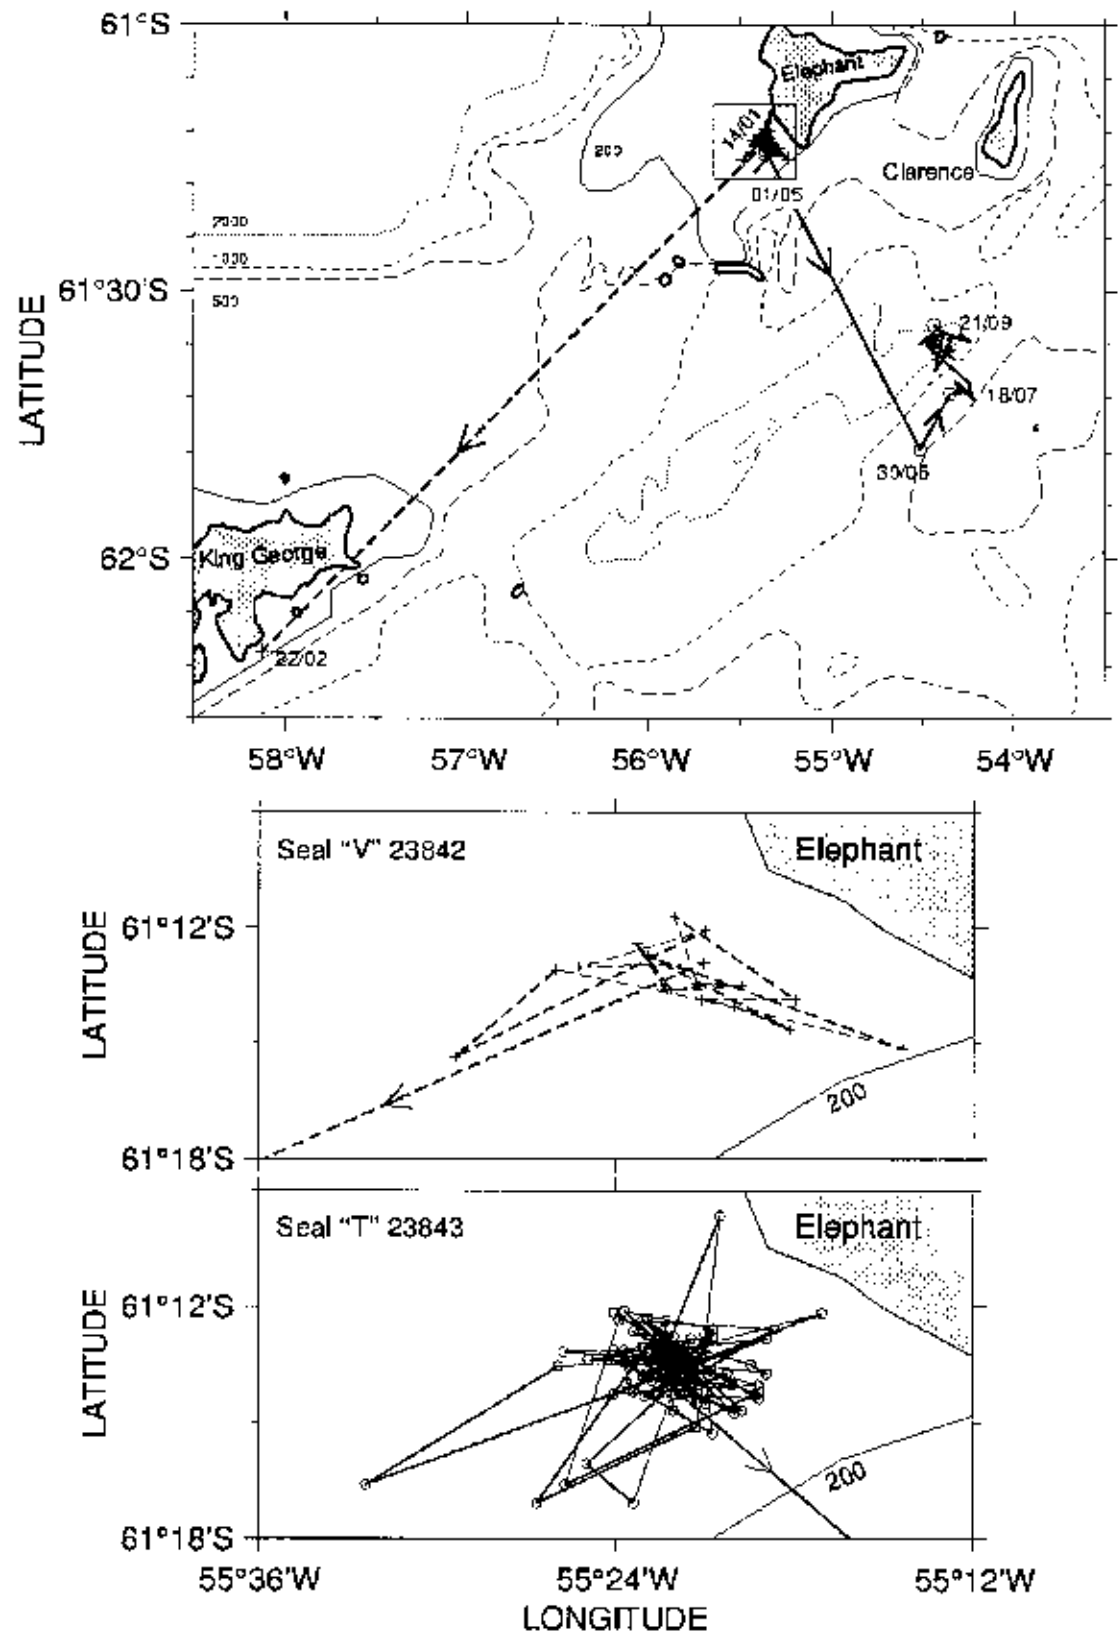 61°S
Elephant
14/01
200
Clarence
01/05
2000
1000
500
61°30'S
LATITUDE
21/09
18/07
30/06
King George
62°S
22/02
58°W 57°W 56°W 55°W 54°W
Seal "V" 23842
Elephant
61°12'S
LATITUDE
200
61°18'S
Seal "T" 23843
Elephant
61°12'S
LATITUDE
200
61°18'S
55°36'W 55°24'W 55°12'W
LONGITUDE